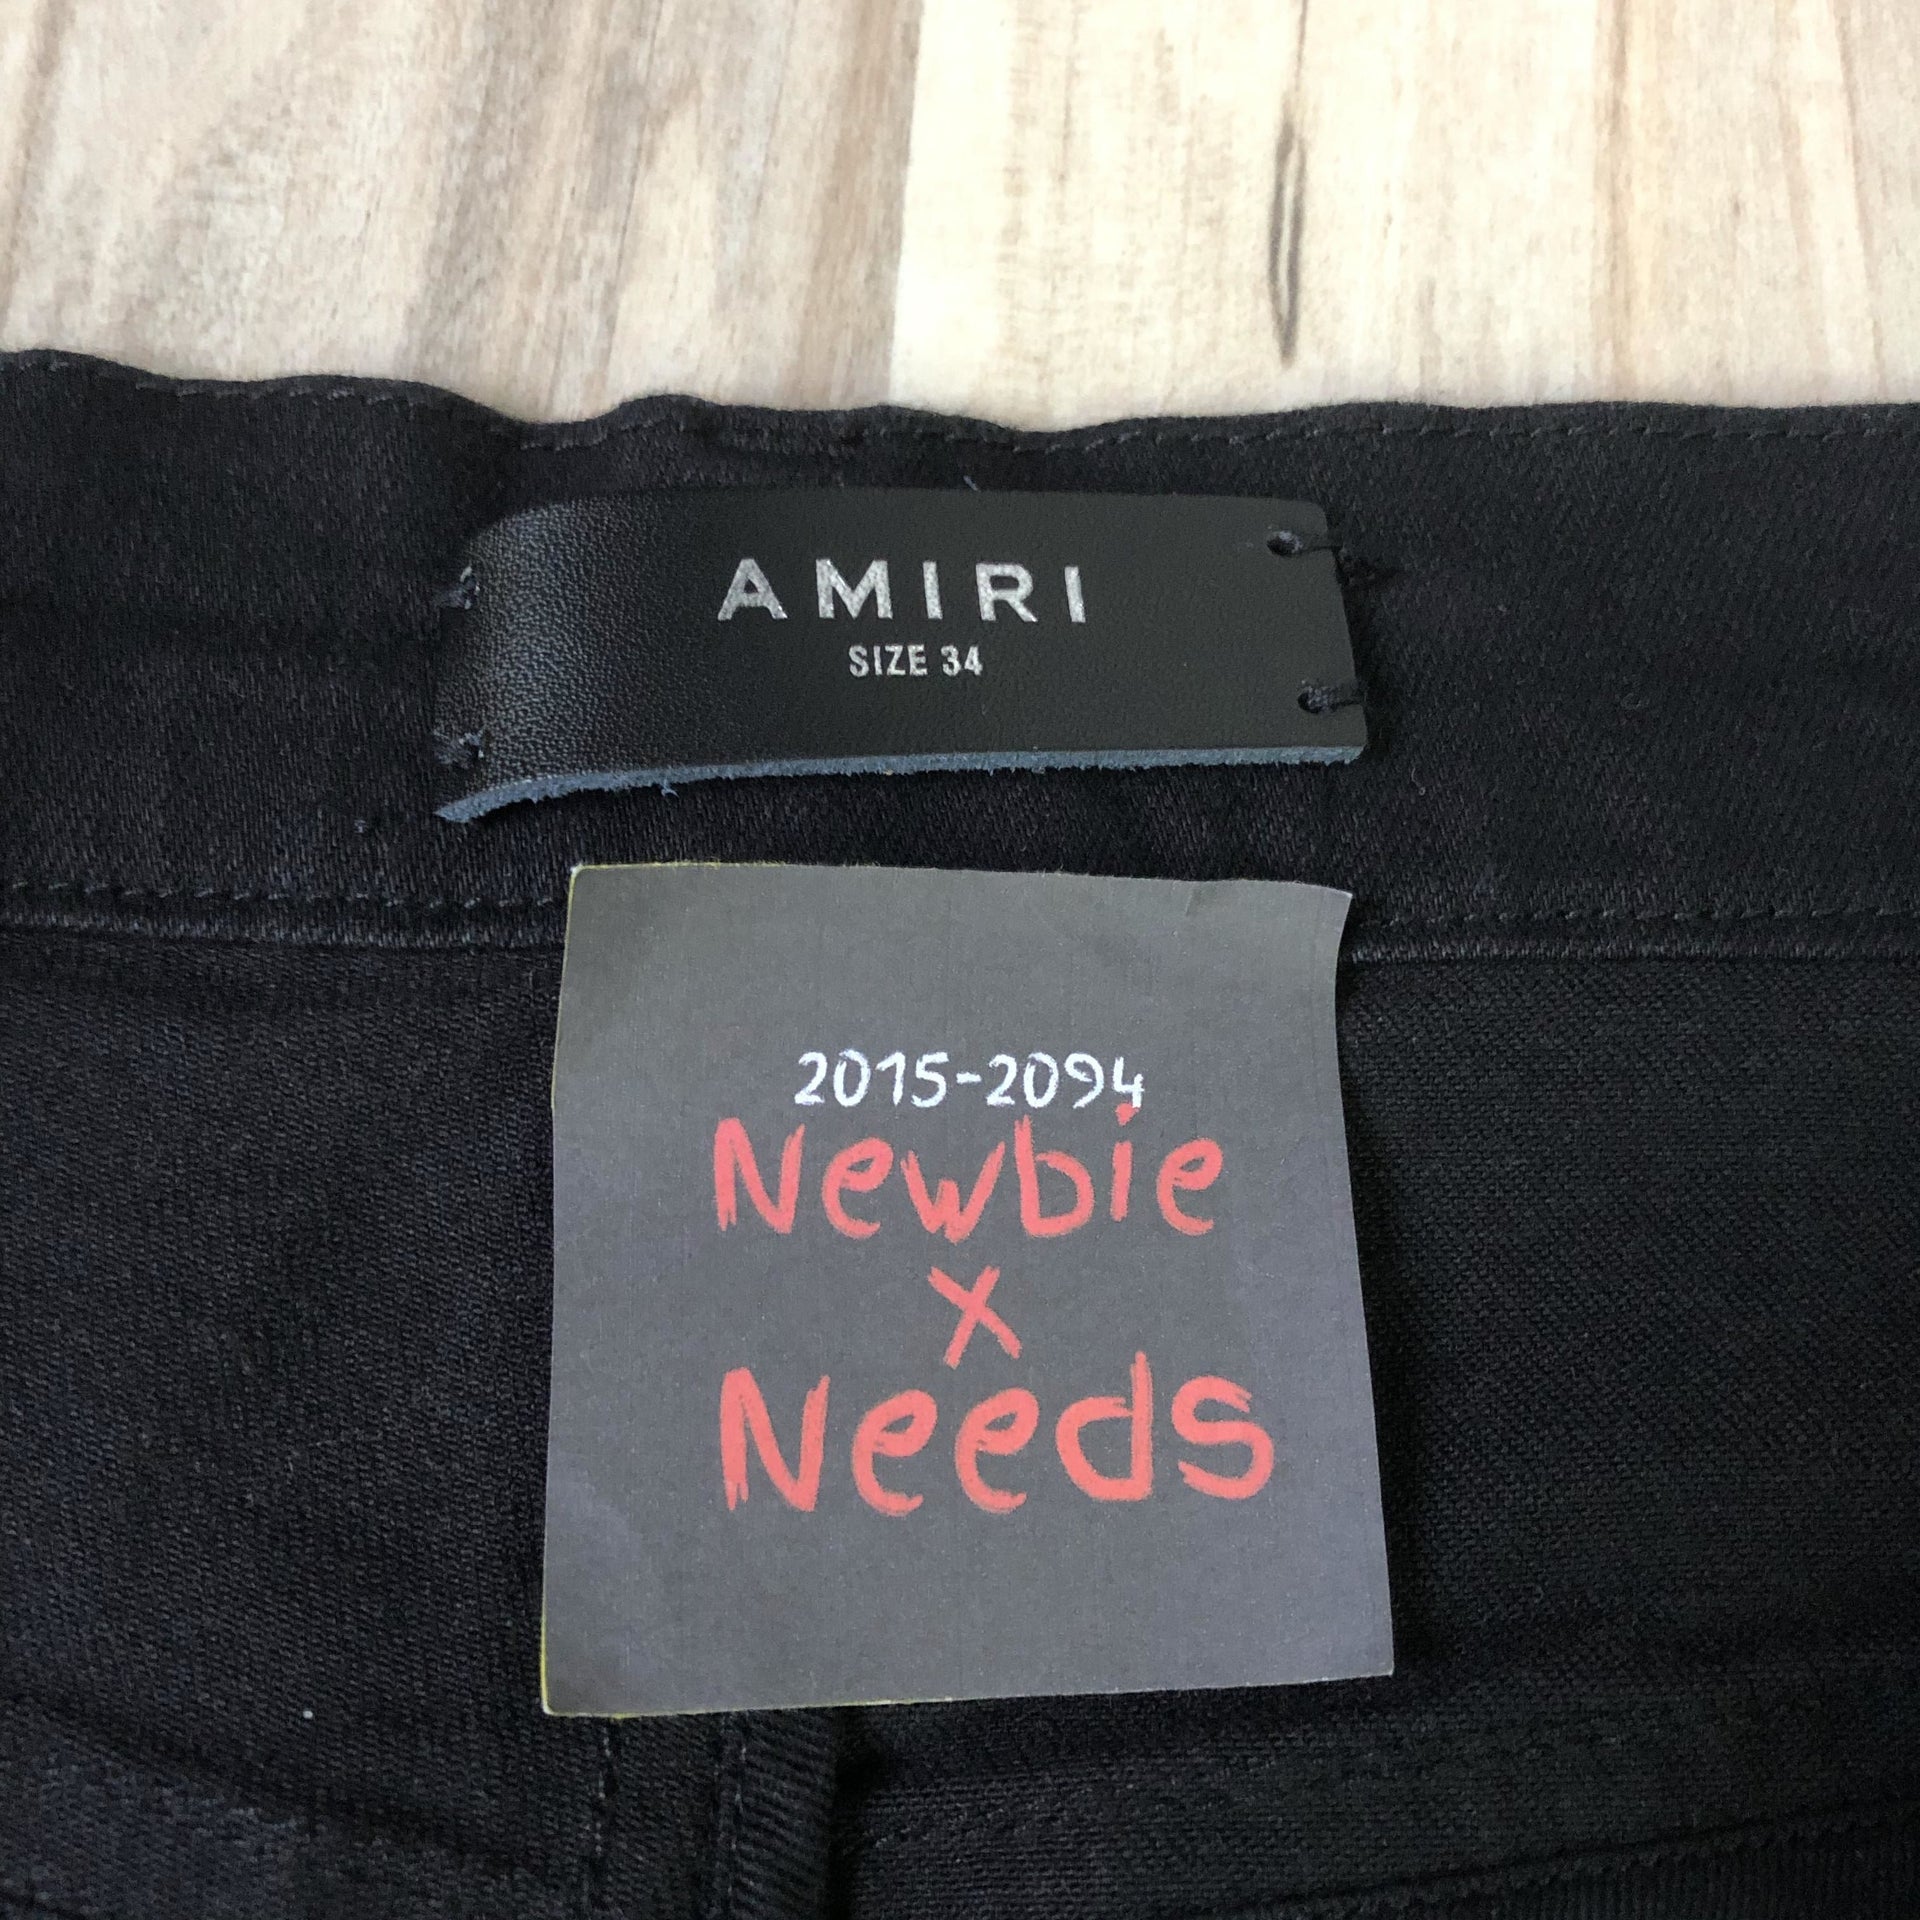 AMIRI
SIZE 34
2015-2094
Newbie
x
Needs